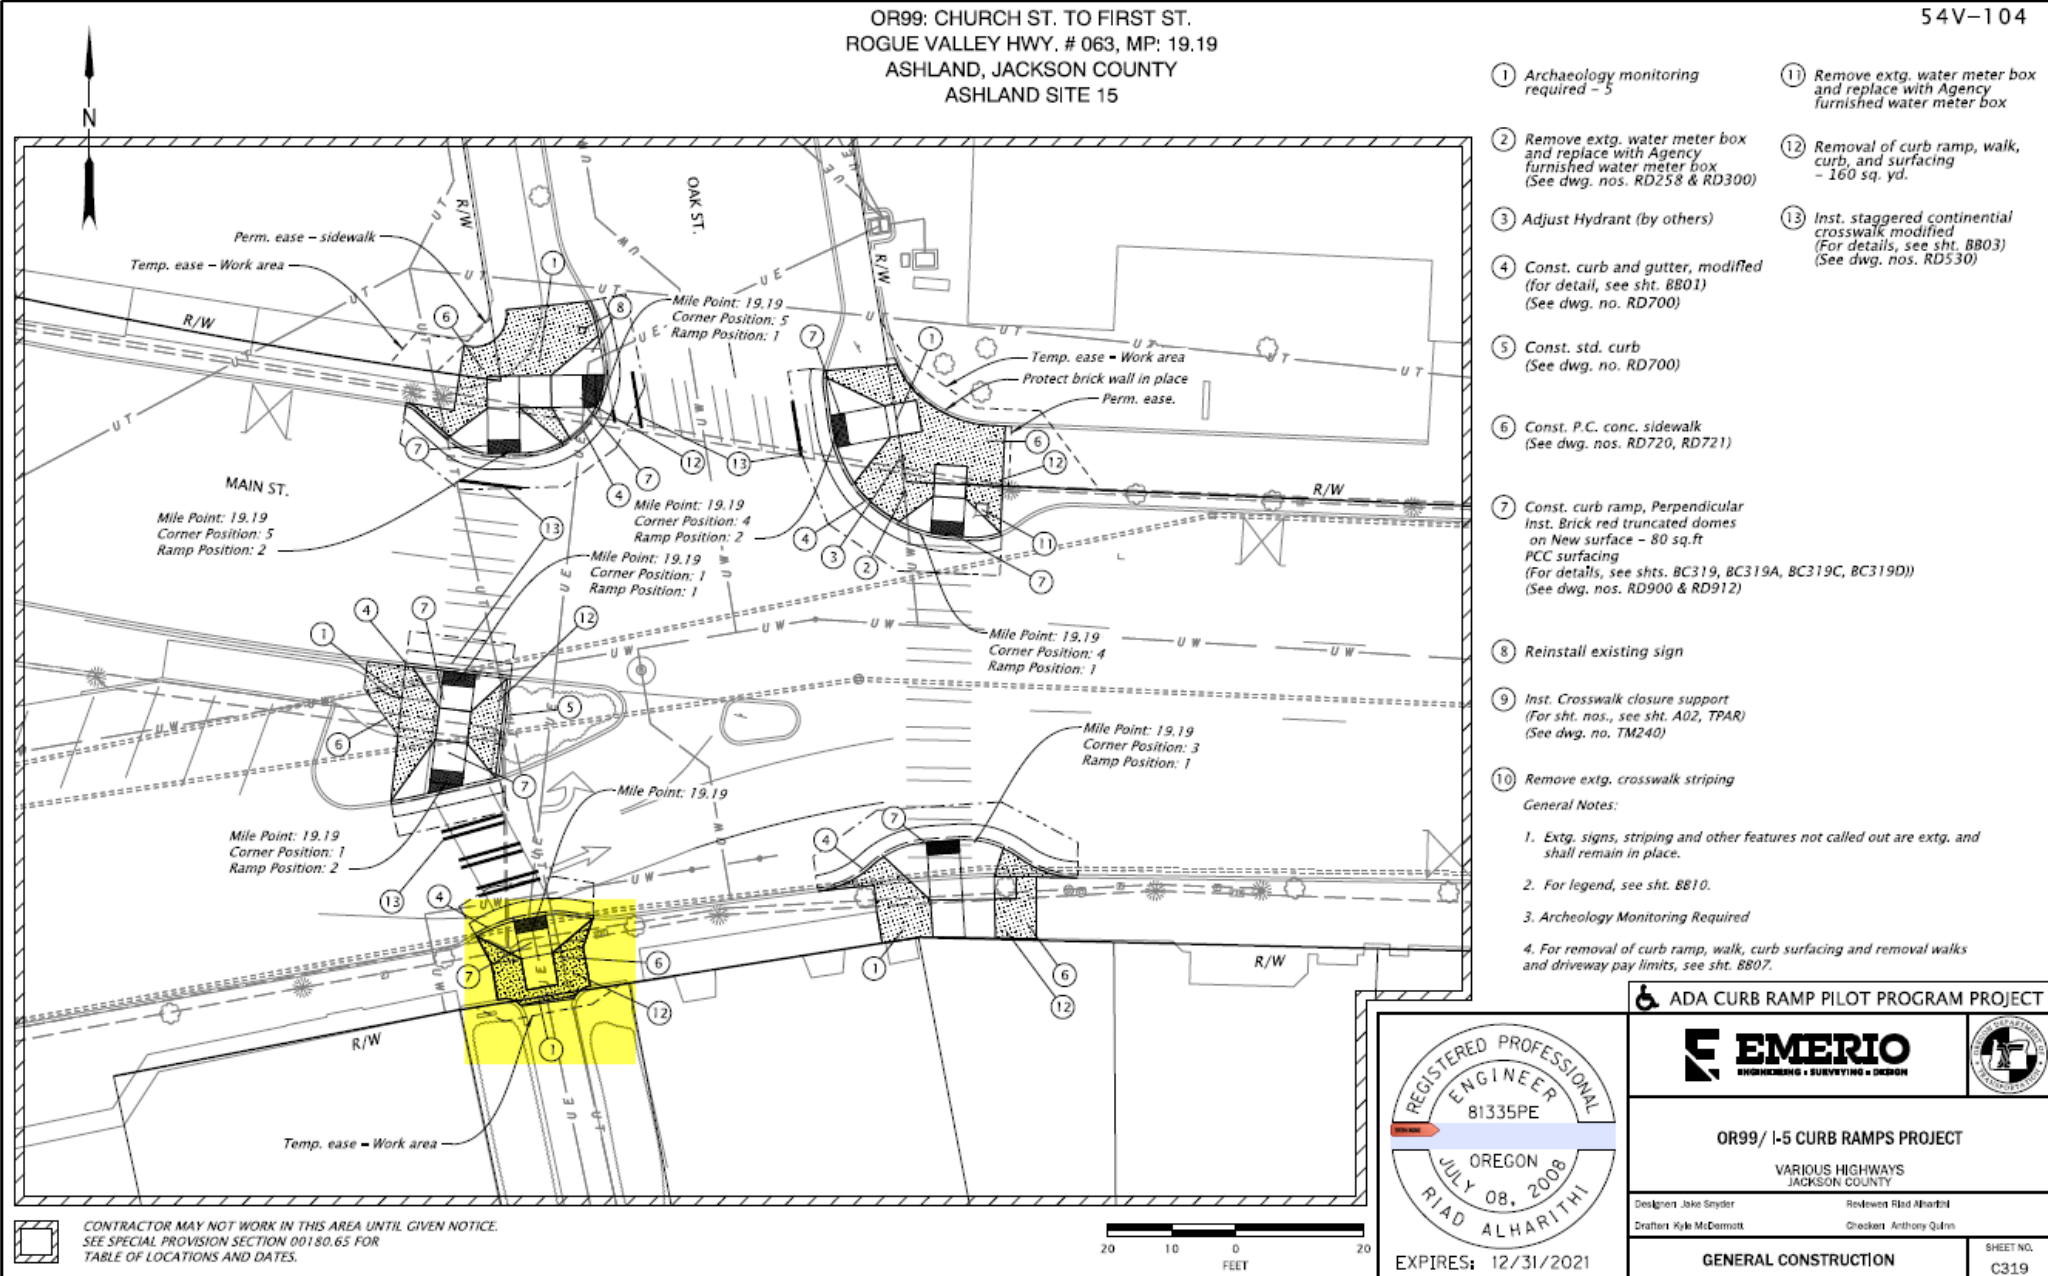 OR99: CHURCH ST. TO FIRST ST.
ROGUE VALLEY HWY. # 063, MP: 19.19
ASHLAND, JACKSON COUNTY
ASHLAND SITE 15
54V-104
N
1 Archaeology monitoring
required - 5
2 Remove extg. water meter box
and replace with Agency
furnished water meter box
(See dwg. nos. RD258 & RD300)
3 Adjust Hydrant (by others)
4 Const. curb and gutter, modified
(for detail, see sht. BB01)
(See dwg. no. RD700)
5 Const. std. curb
(See dwg. no. RD700)
6 Const. P.C. conc. sidewalk
(See dwg. nos. RD720, RD721)
7 Const. curb ramp, Perpendicular
Inst. Brick red truncated domes
on New surface - 80 sq.ft
PCC surfacing
(For details, see shts. BC319, BC319A, BC319C, BC319D))
(See dwg. nos. RD900 & RD912)
8 Reinstall existing sign
9 Inst. Crosswalk closure support
(For sht. nos., see sht. A02, TPAR)
(See dwg. no. TM240)
10 Remove extg. crosswalk striping
11 Remove extg. water meter box
and replace with Agency
furnished water meter box
12 Removal of curb ramp, walk,
curb, and surfacing
- 160 sq. yd.
13 Inst. staggered continental
crosswalk modified
(For details, see sht. BB03)
(See dwg. nos. RD530)
General Notes:
1. Extg. signs, striping and other features not called out are extg. and
shall remain in place.
2. For legend, see sht. BB10.
3. Archeology Monitoring Required
4. For removal of curb ramp, walk, curb surfacing and removal walks
and driveway pay limits, see sht. BB07.
OAK ST.
R/W
R/W
Perm. ease - sidewalk
Temp. ease - Work area
R/W
Mile Point: 19.19
Corner Position: 5
Ramp Position: 1
Temp. ease - Work area
Protect brick wall in place
Perm. ease.
MAIN ST.
Mile Point: 19.19
Corner Position: 5
Ramp Position: 2
Mile Point: 19.19
Corner Position: 4
Ramp Position: 2
R/W
Mile Point: 19.19
Corner Position: 1
Ramp Position: 1
Mile Point: 19.19
Corner Position: 4
Ramp Position: 1
Mile Point: 19.19
Corner Position: 3
Ramp Position: 1
Mile Point: 19.19
Mile Point: 19.19
Corner Position: 1
Ramp Position: 2
R/W
R/W
Temp. ease - Work area
CONTRACTOR MAY NOT WORK IN THIS AREA UNTIL GIVEN NOTICE.
SEE SPECIAL PROVISION SECTION 00180.65 FOR
TABLE OF LOCATIONS AND DATES.
20 10 0 20
FEET
REGISTERED PROFESSIONAL
ENGINEER
81335PE
OREGON
JULY 08, 2008
RIAD ALHARITHI
EXPIRES: 12/31/2021
ADA CURB RAMP PILOT PROGRAM PROJECT
EMERIO
ENGINEERING • SURVEYING • DESIGN
OREGON DEPARTMENT OF TRANSPORTATION
OR99/ I-5 CURB RAMPS PROJECT
VARIOUS HIGHWAYS
JACKSON COUNTY
Designer: Jake Snyder
Reviewer: Riad Alharithi
Drafter: Kyle McDermott
Checker: Anthony Quinn
GENERAL CONSTRUCTION
SHEET NO.
C319